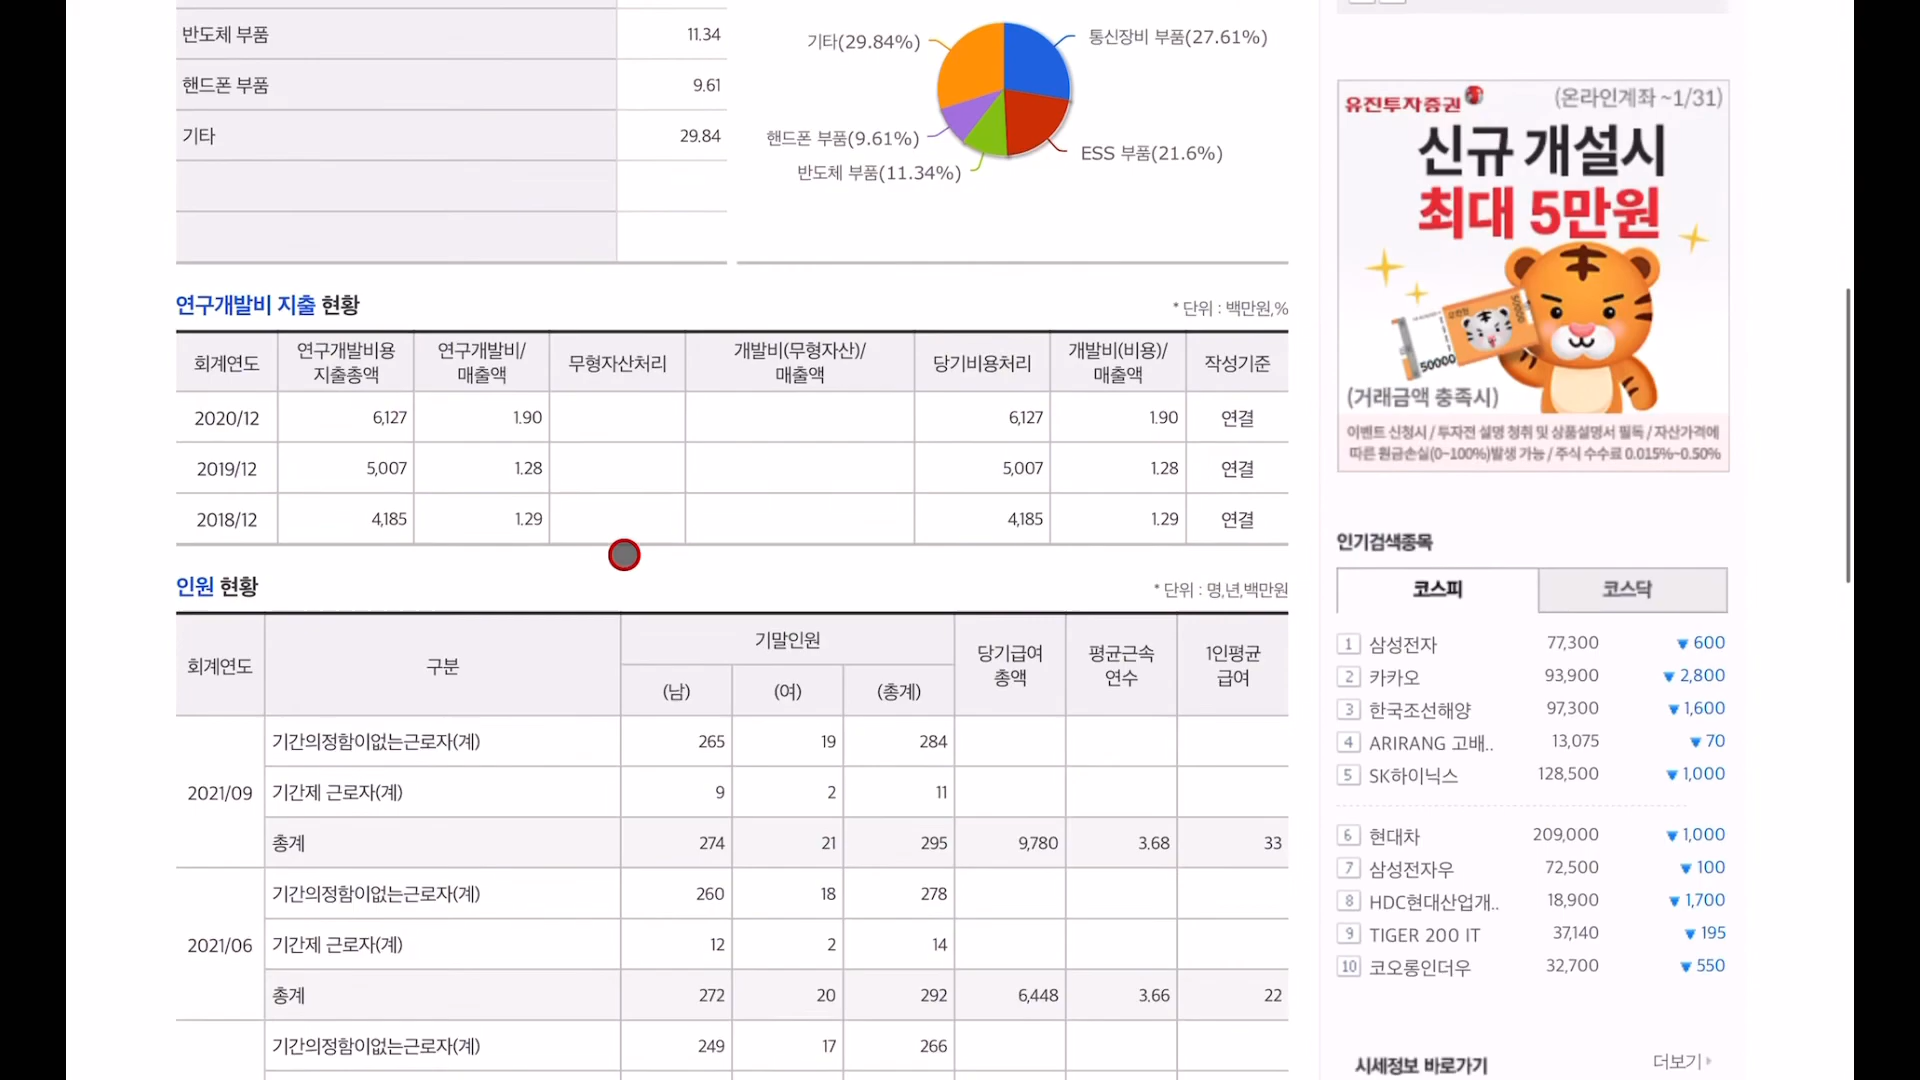 반도체 부품 11.34
핸드폰 부품 9.61
기타 29.84
기타(29.84%)
통신장비 부품(27.61%)
핸드폰 부품(9.61%)
ESS 부품(21.6%)
반도체 부품(11.34%)
연구개발비 지출 현황
* 단위 : 백만원,%
회계연도 연구개발비용 지출총액 연구개발비/ 매출액 무형자산처리 개발비(무형자산)/ 매출액 당기비용처리 개발비(비용)/ 매출액 작성기준
2020/12 6,127 1.90 6,127 1.90 연결
2019/12 5,007 1.28 5,007 1.28 연결
2018/12 4,185 1.29 4,185 1.29 연결
인원 현황
* 단위 : 명,년,백만원
회계연도 구분 기말인원 당기급여 총액 평균근속 연수 1인평균 급여
(남) (여) (총계)
2021/09
기간의정함이없는근로자(계) 265 19 284
기간제 근로자(계) 9 2 11
총계 274 21 295 9,780 3.68 33
2021/06
기간의정함이없는근로자(계) 260 18 278
기간제 근로자(계) 12 2 14
총계 272 20 292 6,448 3.66 22
기간의정함이없는근로자(계) 249 17 266
유진투자증권
(온라인계좌 ~1/31)
신규 개설시
최대 5만원
50000
(거래금액 충족시)
이벤트 신청시 / 투자전 설명 청취 및 상품설명서 필독 / 자산가격에
따른 원금손실(0~100%)발생 가능 / 주식 수수료 0.015%~0.50%
인기검색종목
코스피 코스닥
1 삼성전자 77,300 ▼ 600
2 카카오 93,900 ▼ 2,800
3 한국조선해양 97,300 ▼ 1,600
4 ARIRANG 고배.. 13,075 ▼ 70
5 SK하이닉스 128,500 ▼ 1,000
6 현대차 209,000 ▼ 1,000
7 삼성전자우 72,500 ▼ 100
8 HDC현대산업개.. 18,900 ▼ 1,700
9 TIGER 200 IT 37,140 ▼ 195
10 코오롱인더우 32,700 ▼ 550
시세정보 바로가기
더보기